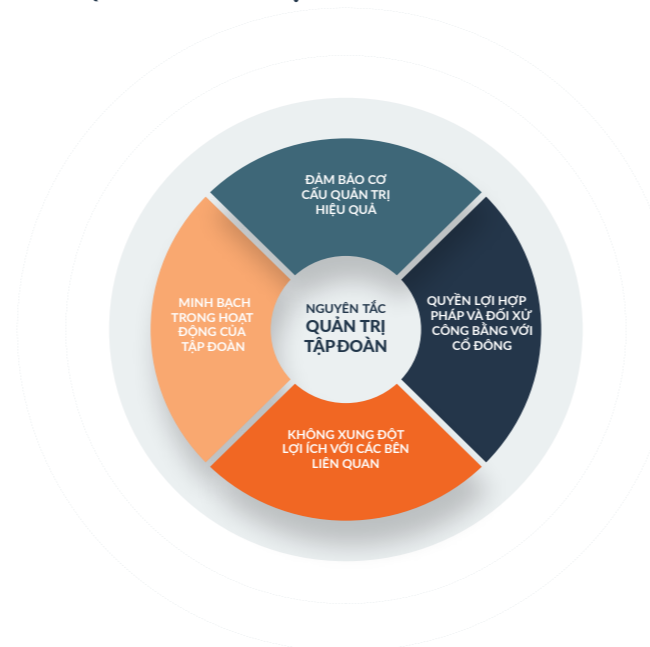 ĐẢM BẢO CƠ
CẤU QUẢN TRỊ
HIỆU QUẢ
MINH BẠCH
TRONG HOẠT
ĐỘNG CỦA
TẬP ĐOÀN
NGUYÊN TẮC
QUẢN TRỊ
TẬP ĐOÀN
QUYỀN LỢI HỢP
PHÁP VÀ ĐỐI XỬ
CÔNG BẰNG VỚI
CỔ ĐÔNG
KHÔNG XUNG ĐỘT
LỢI ÍCH VỚI CÁC BÊN
LIÊN QUAN